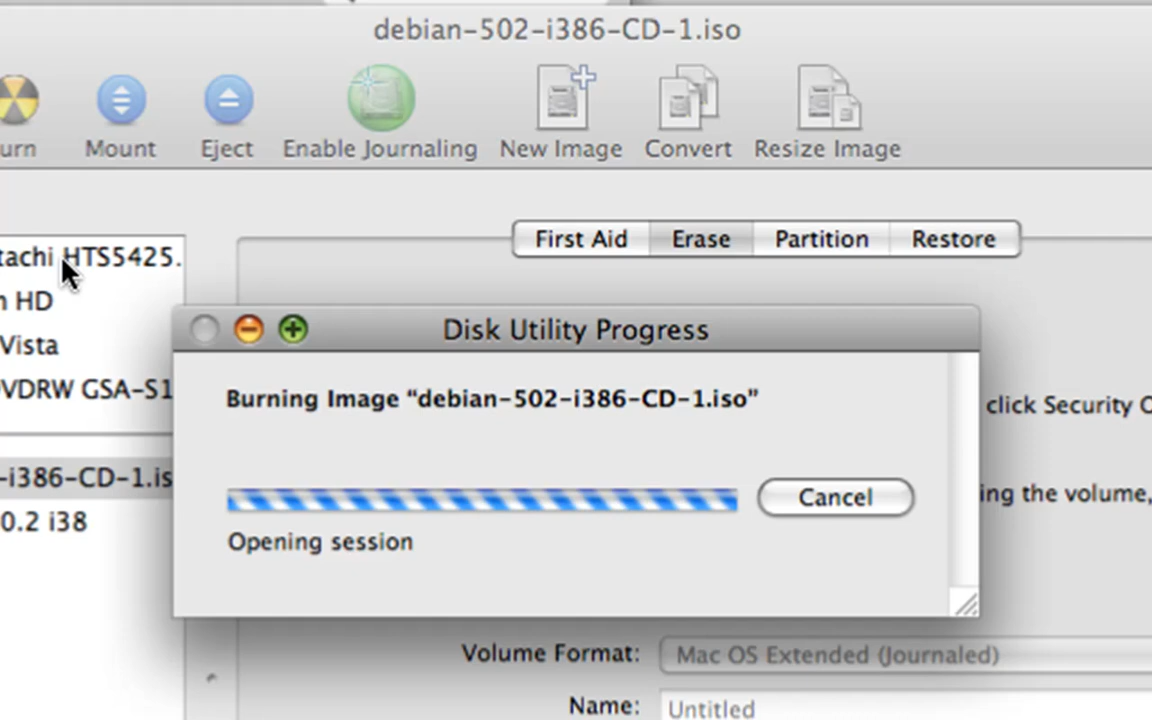 debian-502-i386-CD-1.iso
urn Mount Eject Enable Journaling New Image Convert Resize Image
First Aid Erase Partition Restore
tachi HTS5425.
n HD
Vista
VDRW GSA-S1
-i386-CD-1.is
0.2 i38
Disk Utility Progress
Burning Image “debian-502-i386-CD-1.iso”
Cancel
Opening session
click Security O
ing the volume,
Volume Format: Mac OS Extended (Journaled)
Name: Untitled